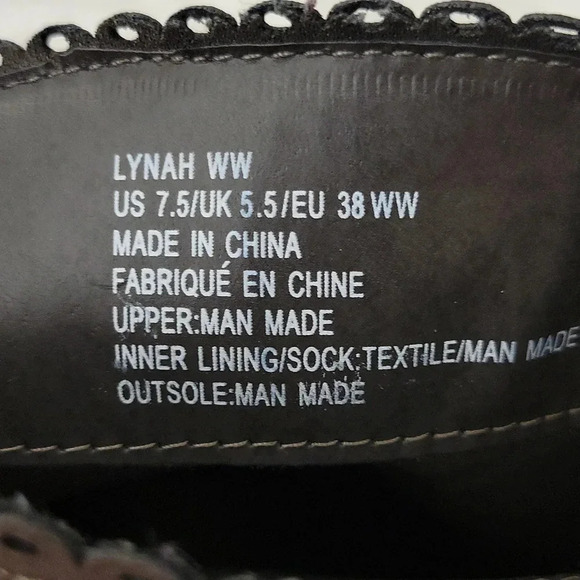 LYNAH WW
US 7.5/UK 5.5/EU 38 WW
MADE IN CHINA
FABRIQUÉ EN CHINE
UPPER:MAN MADE
INNER LINING/SOCK:TEXTILE/MAN MADE
OUTSOLE:MAN MADE